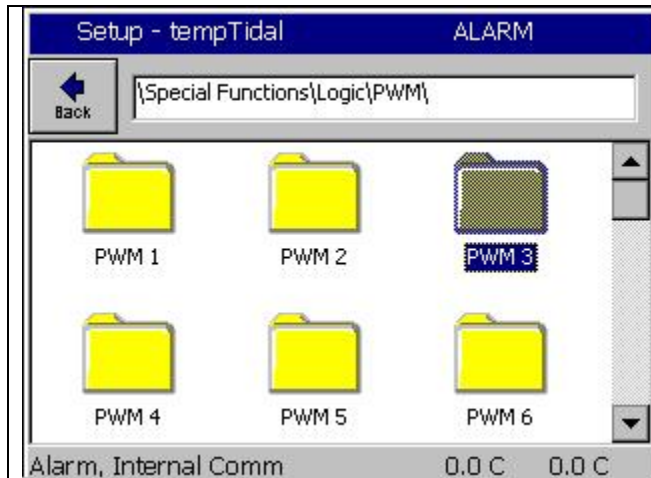 Setup - tempTidal ALARM
Back
\Special Functions\Logic\PWM\
PWM 1 PWM 2 PWM 3
PWM 4 PWM 5 PWM 6
Alarm, Internal Comm 0.0 C 0.0 C